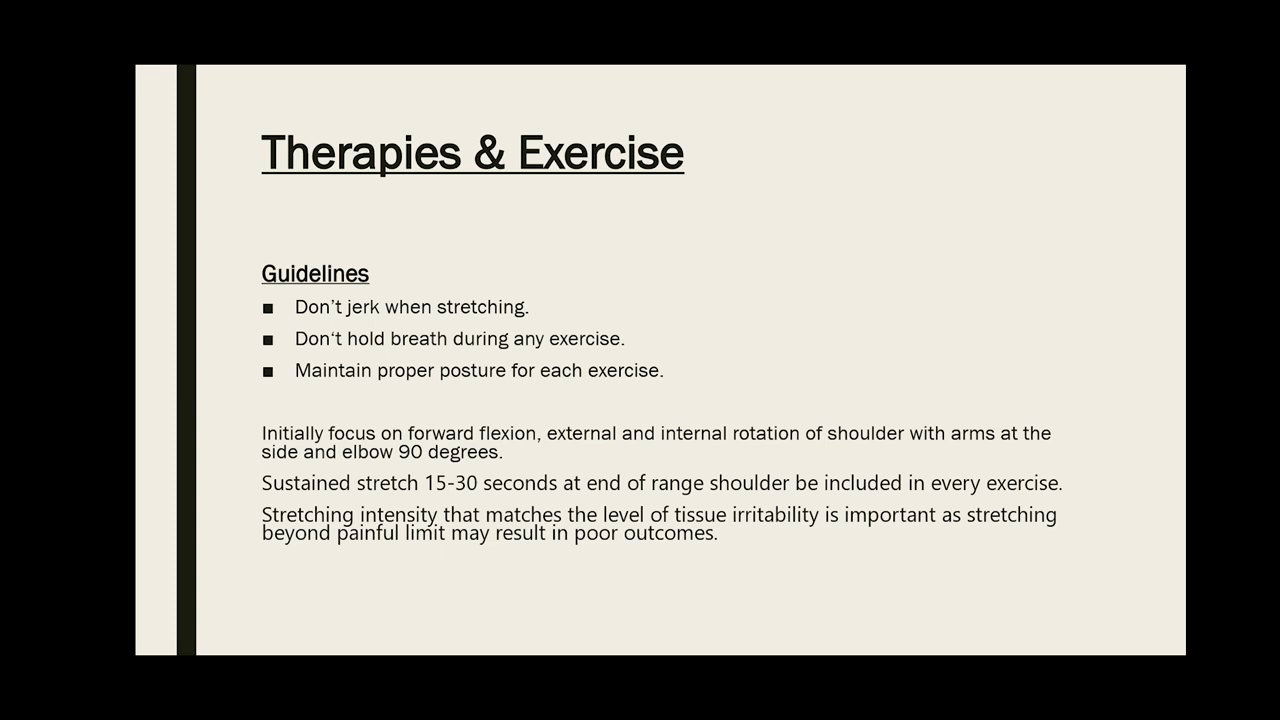 Therapies & Exercise
Guidelines
■ Don’t jerk when stretching.
■ Don‘t hold breath during any exercise.
■ Maintain proper posture for each exercise.
Initially focus on forward flexion, external and internal rotation of shoulder with arms at the
side and elbow 90 degrees.
Sustained stretch 15-30 seconds at end of range shoulder be included in every exercise.
Stretching intensity that matches the level of tissue irritability is important as stretching
beyond painful limit may result in poor outcomes.